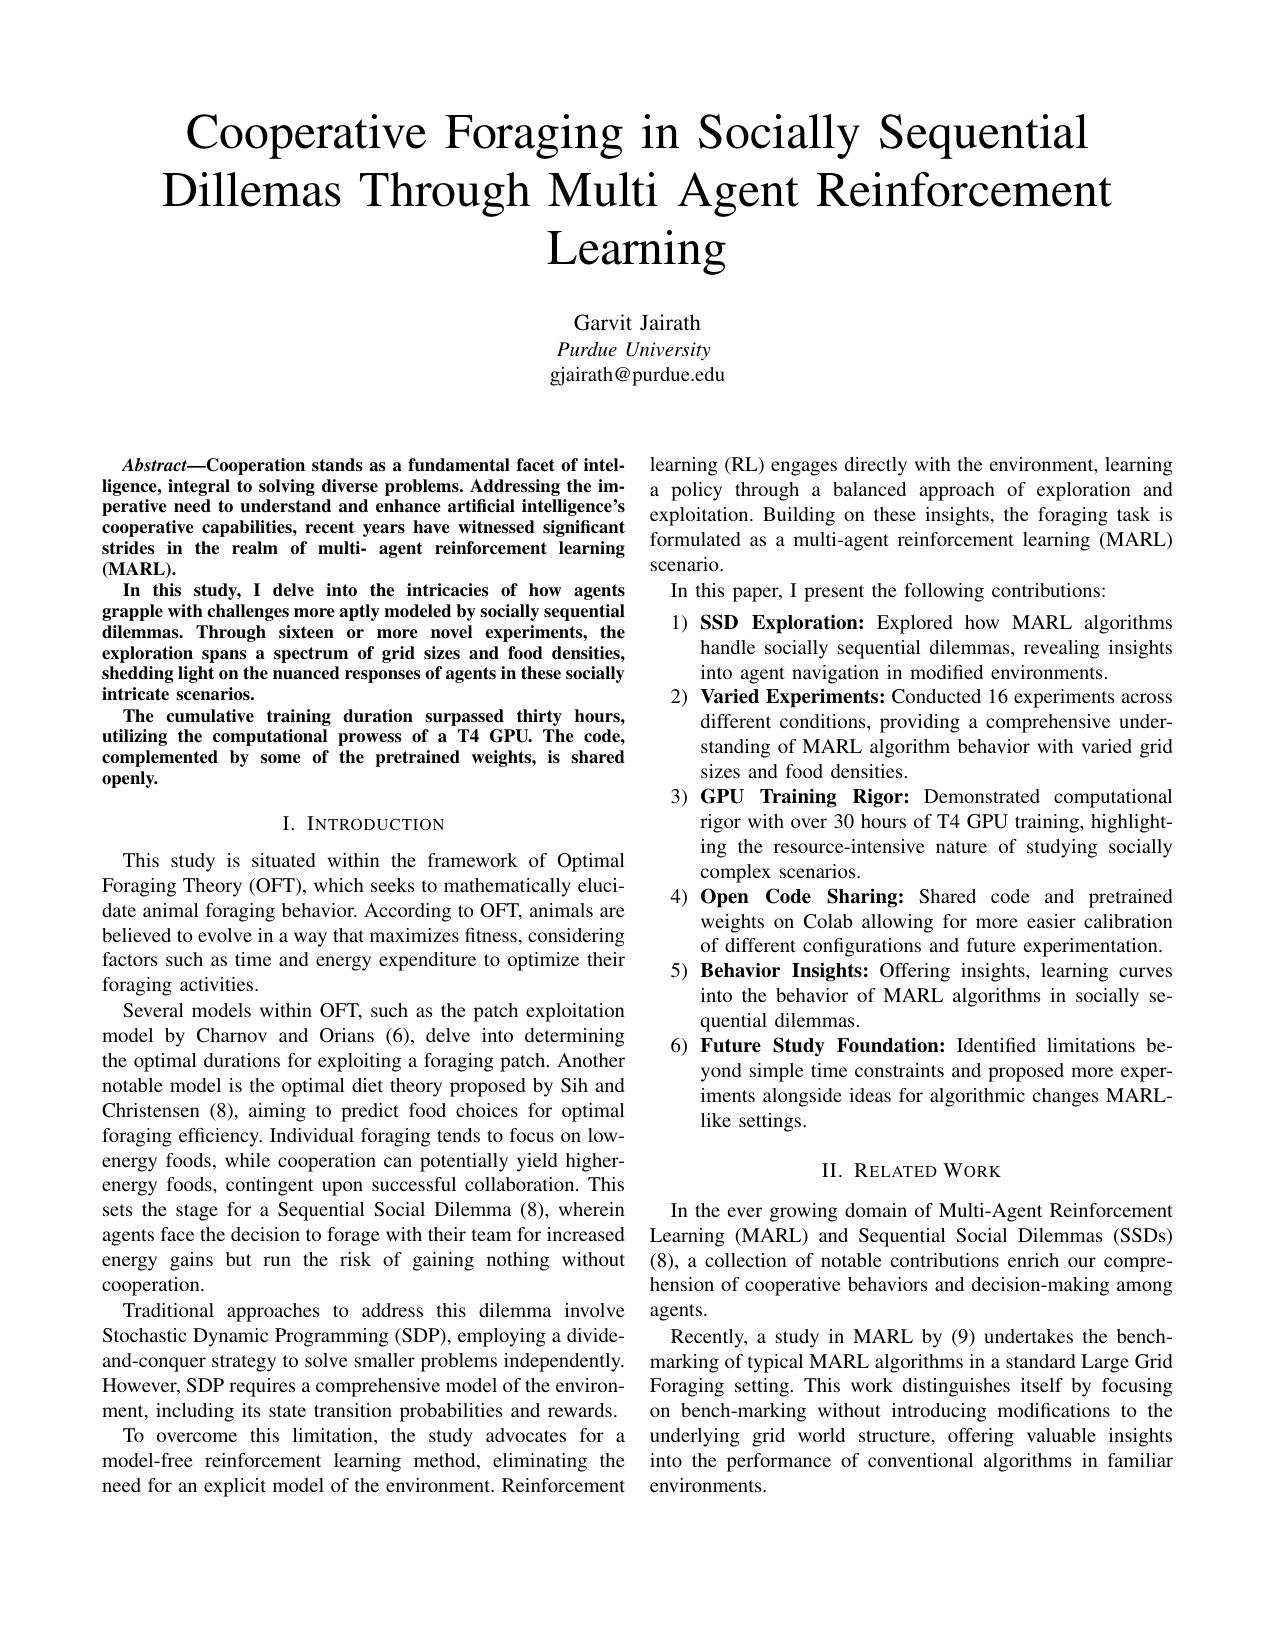 Cooperative Foraging in Socially Sequential
Dillemas Through Multi Agent Reinforcement
Learning
Garvit Jairath
Purdue University
gjairath@purdue.edu
Abstract—Cooperation stands as a fundamental facet of intel-
ligence, integral to solving diverse problems. Addressing the im-
perative need to understand and enhance artificial intelligence's
cooperative capabilities, recent years have witnessed significant
strides in the realm of multi- agent reinforcement learning
(MARL).
In this study, I delve into the intricacies of how agents
grapple with challenges more aptly modeled by socially sequential
dilemmas. Through sixteen or more novel experiments, the
exploration spans a spectrum of grid sizes and food densities,
shedding light on the nuanced responses of agents in these socially
intricate scenarios.
The cumulative training duration surpassed thirty hours,
utilizing the computational prowess of a T4 GPU. The code,
complemented by some of the pretrained weights, is shared
openly.
I. INTRODUCTION
This study is situated within the framework of Optimal
Foraging Theory (OFT), which seeks to mathematically eluci-
date animal foraging behavior. According to OFT, animals are
believed to evolve in a way that maximizes fitness, considering
factors such as time and energy expenditure to optimize their
foraging activities.
Several models within OFT, such as the patch exploitation
model by Charnov and Orians (6), delve into determining
the optimal durations for exploiting a foraging patch. Another
notable model is the optimal diet theory proposed by Sih and
Christensen (8), aiming to predict food choices for optimal
foraging efficiency. Individual foraging tends to focus on low-
energy foods, while cooperation can potentially yield higher-
energy foods, contingent upon successful collaboration. This
sets the stage for a Sequential Social Dilemma (8), wherein
agents face the decision to forage with their team for increased
energy gains but run the risk of gaining nothing without
cooperation.
Traditional approaches to address this dilemma involve
Stochastic Dynamic Programming (SDP), employing a divide-
and-conquer strategy to solve smaller problems independently.
However, SDP requires a comprehensive model of the environ-
ment, including its state transition probabilities and rewards.
To overcome this limitation, the study advocates for a
model-free reinforcement learning method, eliminating the
need for an explicit model of the environment. Reinforcement
learning (RL) engages directly with the environment, learning
a policy through a balanced approach of exploration and
exploitation. Building on these insights, the foraging task is
formulated as a multi-agent reinforcement learning (MARL)
scenario.
In this paper, I present the following contributions:
1) SSD Exploration: Explored how MARL algorithms
handle socially sequential dilemmas, revealing insights
into agent navigation in modified environments.
2) Varied Experiments: Conducted 16 experiments across
different conditions, providing a comprehensive under-
standing of MARL algorithm behavior with varied grid
sizes and food densities.
3) GPU Training Rigor: Demonstrated computational
rigor with over 30 hours of T4 GPU training, highlight-
ing the resource-intensive nature of studying socially
complex scenarios.
4) Open Code Sharing: Shared code and pretrained
weights on Colab allowing for more easier calibration
of different configurations and future experimentation.
5) Behavior Insights: Offering insights, learning curves
into the behavior of MARL algorithms in socially se-
quential dilemmas.
6) Future Study Foundation: Identified limitations be-
yond simple time constraints and proposed more exper-
iments alongside ideas for algorithmic changes MARL-
like settings.
II. RELATED WORK
In the ever growing domain of Multi-Agent Reinforcement
Learning (MARL) and Sequential Social Dilemmas (SSDs)
(8), a collection of notable contributions enrich our compre-
hension of cooperative behaviors and decision-making among
agents.
Recently, a study in MARL by (9) undertakes the bench-
marking of typical MARL algorithms in a standard Large Grid
Foraging setting. This work distinguishes itself by focusing
on bench-marking without introducing modifications to the
underlying grid world structure, offering valuable insights
into the performance of conventional algorithms in familiar
environments.